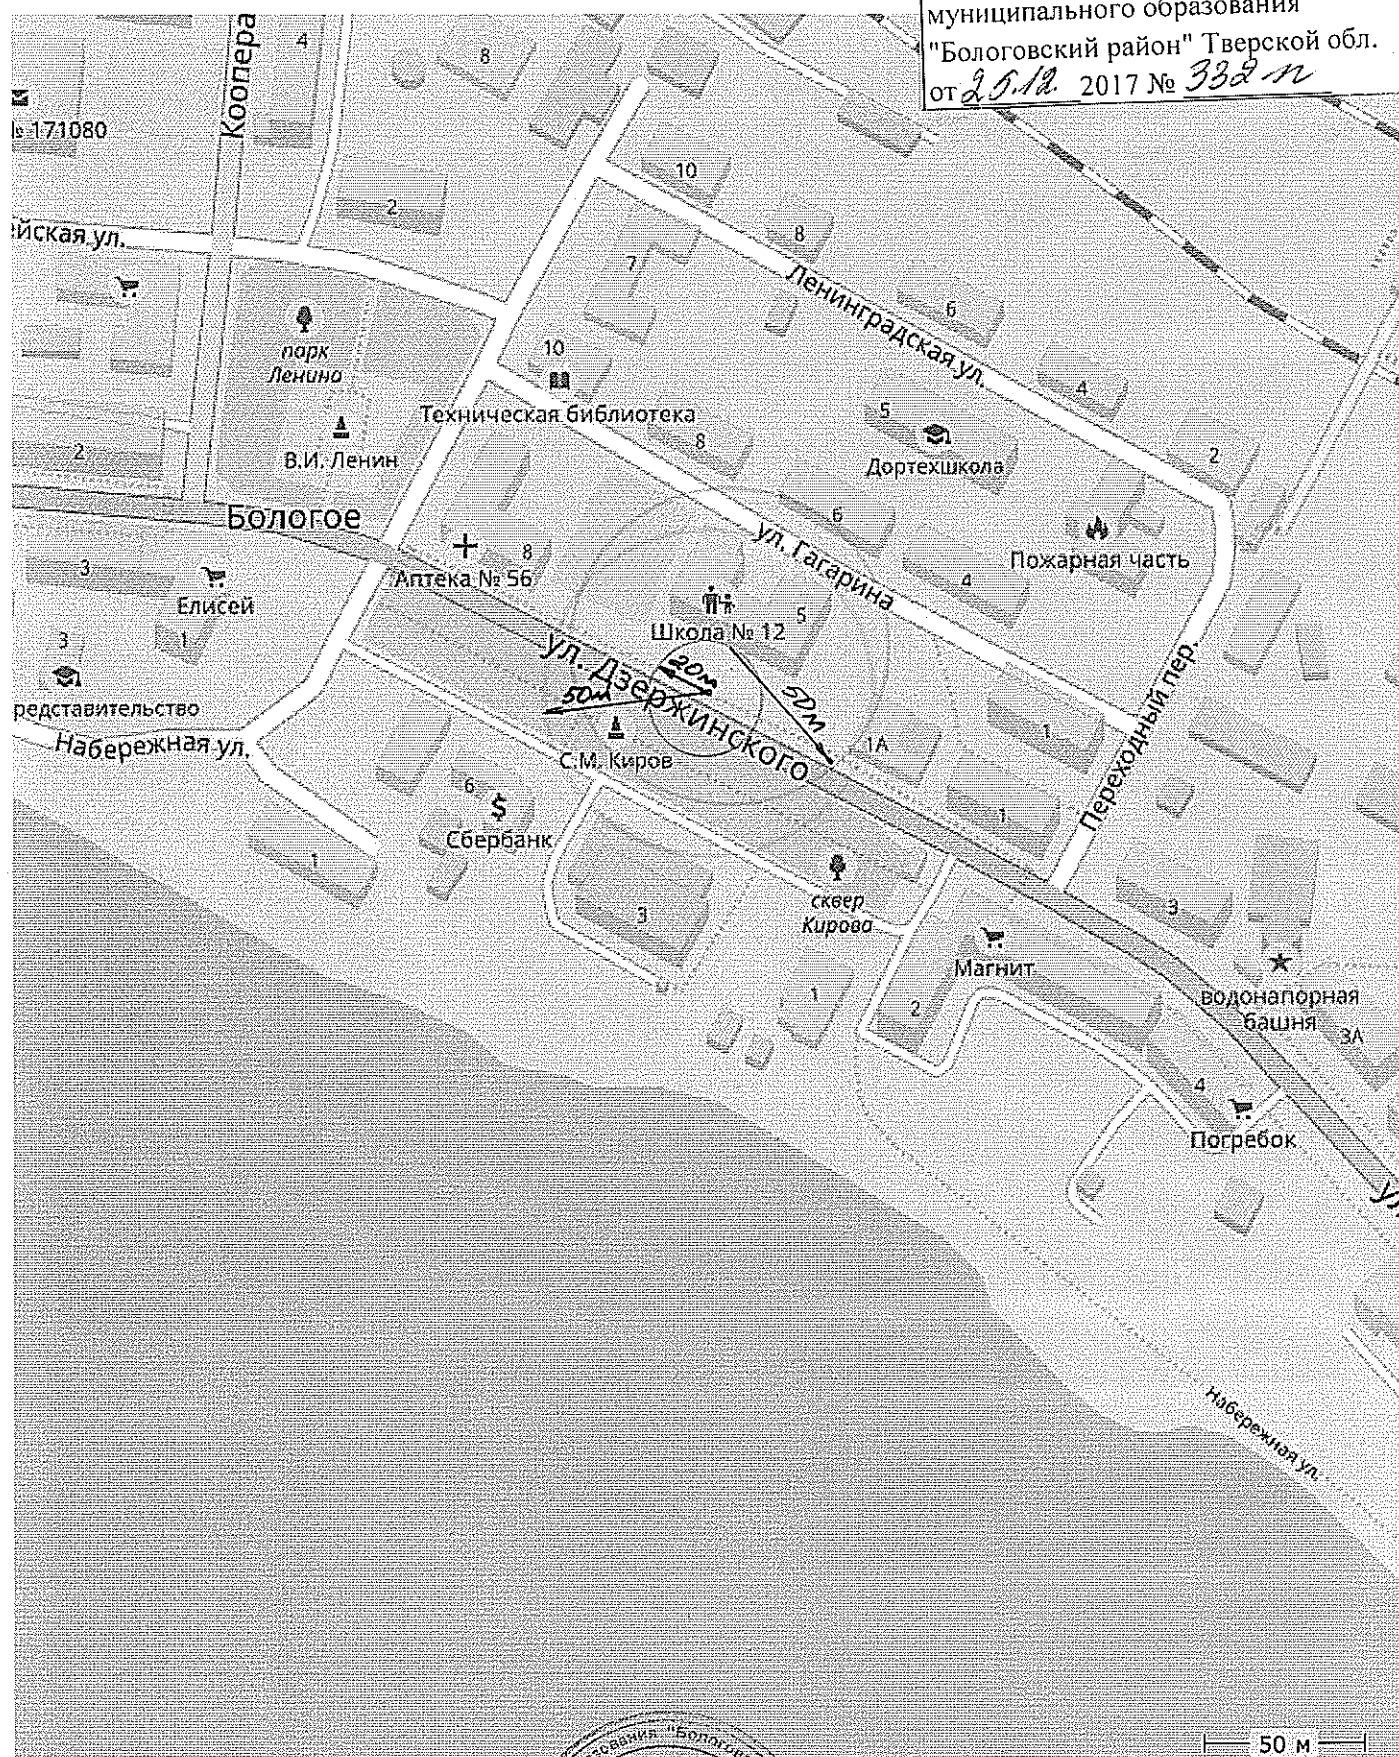 муниципального образования
"Бологовский район" Тверской обл.
от 25.12. 2017 № 332 п
Коопера
4
8
№ 171080
10
2
8
йская ул.
7
Ленинградская ул.
6
парк
Ленина
10
4
Техническая библиотека
5
8
2
В.И. Ленин
2
Дортехшкола
Бологое
6
ул. Гагарина
Пожарная часть
8
Аптека № 56
4
3
Елисей
5
Школа № 12
3
1
ул. Дзержинского
20м
50м
50м
Переходный пер.
редставительство
Набережная ул.
1А
1
С.М. Киров
6
Сбербанк
1
1
сквер
Кирова
3
3
Магнит
1
2
водонапорная
башня
3А
4
Погребок
ул
Набережная ул.
образования "Болого
50 м